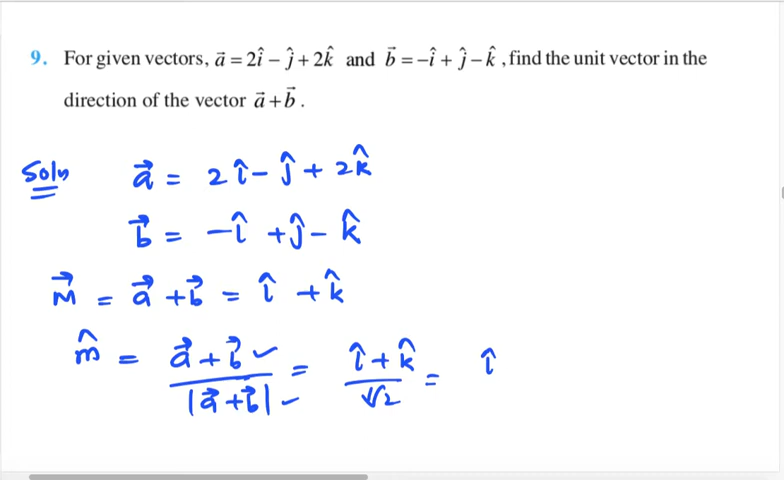 9. For given vectors, a⃗ = 2î − ĵ + 2k̂ and b⃗ = −î + ĵ − k̂ , find the unit vector in the
direction of the vector a⃗ + b⃗ .
Soln a⃗ = 2î − ĵ + 2k̂
b⃗ = −î + ĵ − k̂
M⃗ = a⃗ + b⃗ = î + k̂
m̂ = (a⃗ + b⃗)/|a⃗ + b⃗| = (î + k̂)/√2 = î